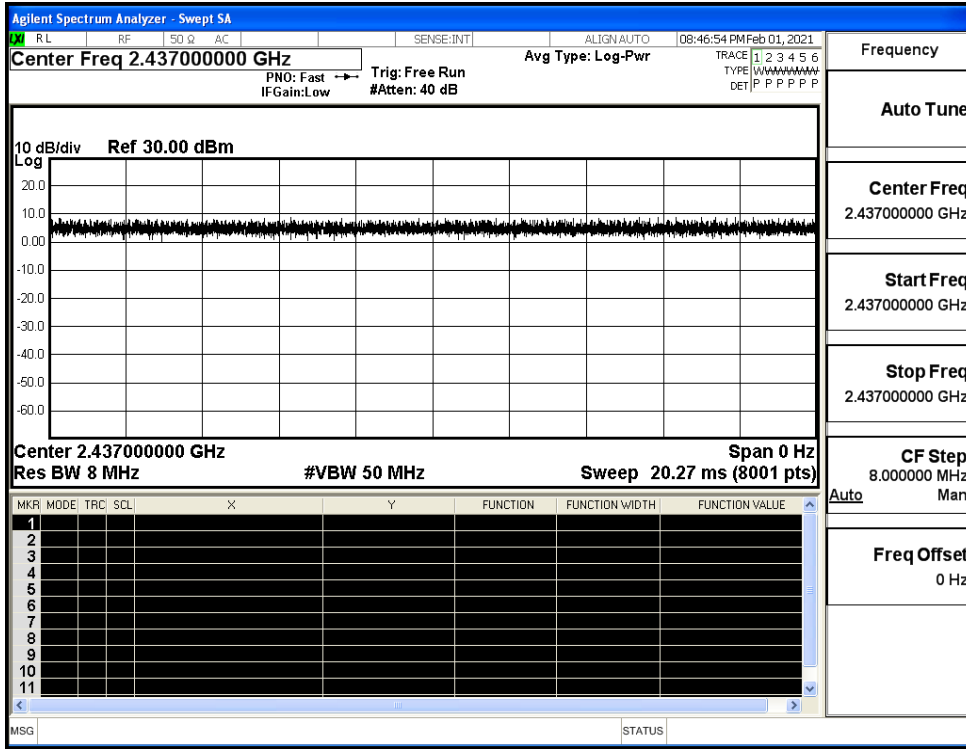 Agilent Spectrum Analyzer - Swept SA
LXI RL RF 50 Ω AC SENSE:INT ALIGNAUTO 08:46:54 PM Feb 01, 2021
Center Freq 2.437000000 GHz
PNO: Fast
IFGain:Low
Trig: Free Run
#Atten: 40 dB
Avg Type: Log-Pwr
TRACE 1 2 3 4 5 6
TYPE WWWWWW
DET P P P P P P
10 dB/div Ref 30.00 dBm
Log
20.0
10.0
0.00
-10.0
-20.0
-30.0
-40.0
-50.0
-60.0
Center 2.437000000 GHz Span 0 Hz
Res BW 8 MHz #VBW 50 MHz Sweep 20.27 ms (8001 pts)
MKR MODE TRC SCL X Y FUNCTION FUNCTION WIDTH FUNCTION VALUE
1
2
3
4
5
6
7
8
9
10
11
MSG STATUS
Frequency
Auto Tune
Center Freq
2.437000000 GHz
Start Freq
2.437000000 GHz
Stop Freq
2.437000000 GHz
CF Step
8.000000 MHz
Auto Man
Freq Offset
0 Hz